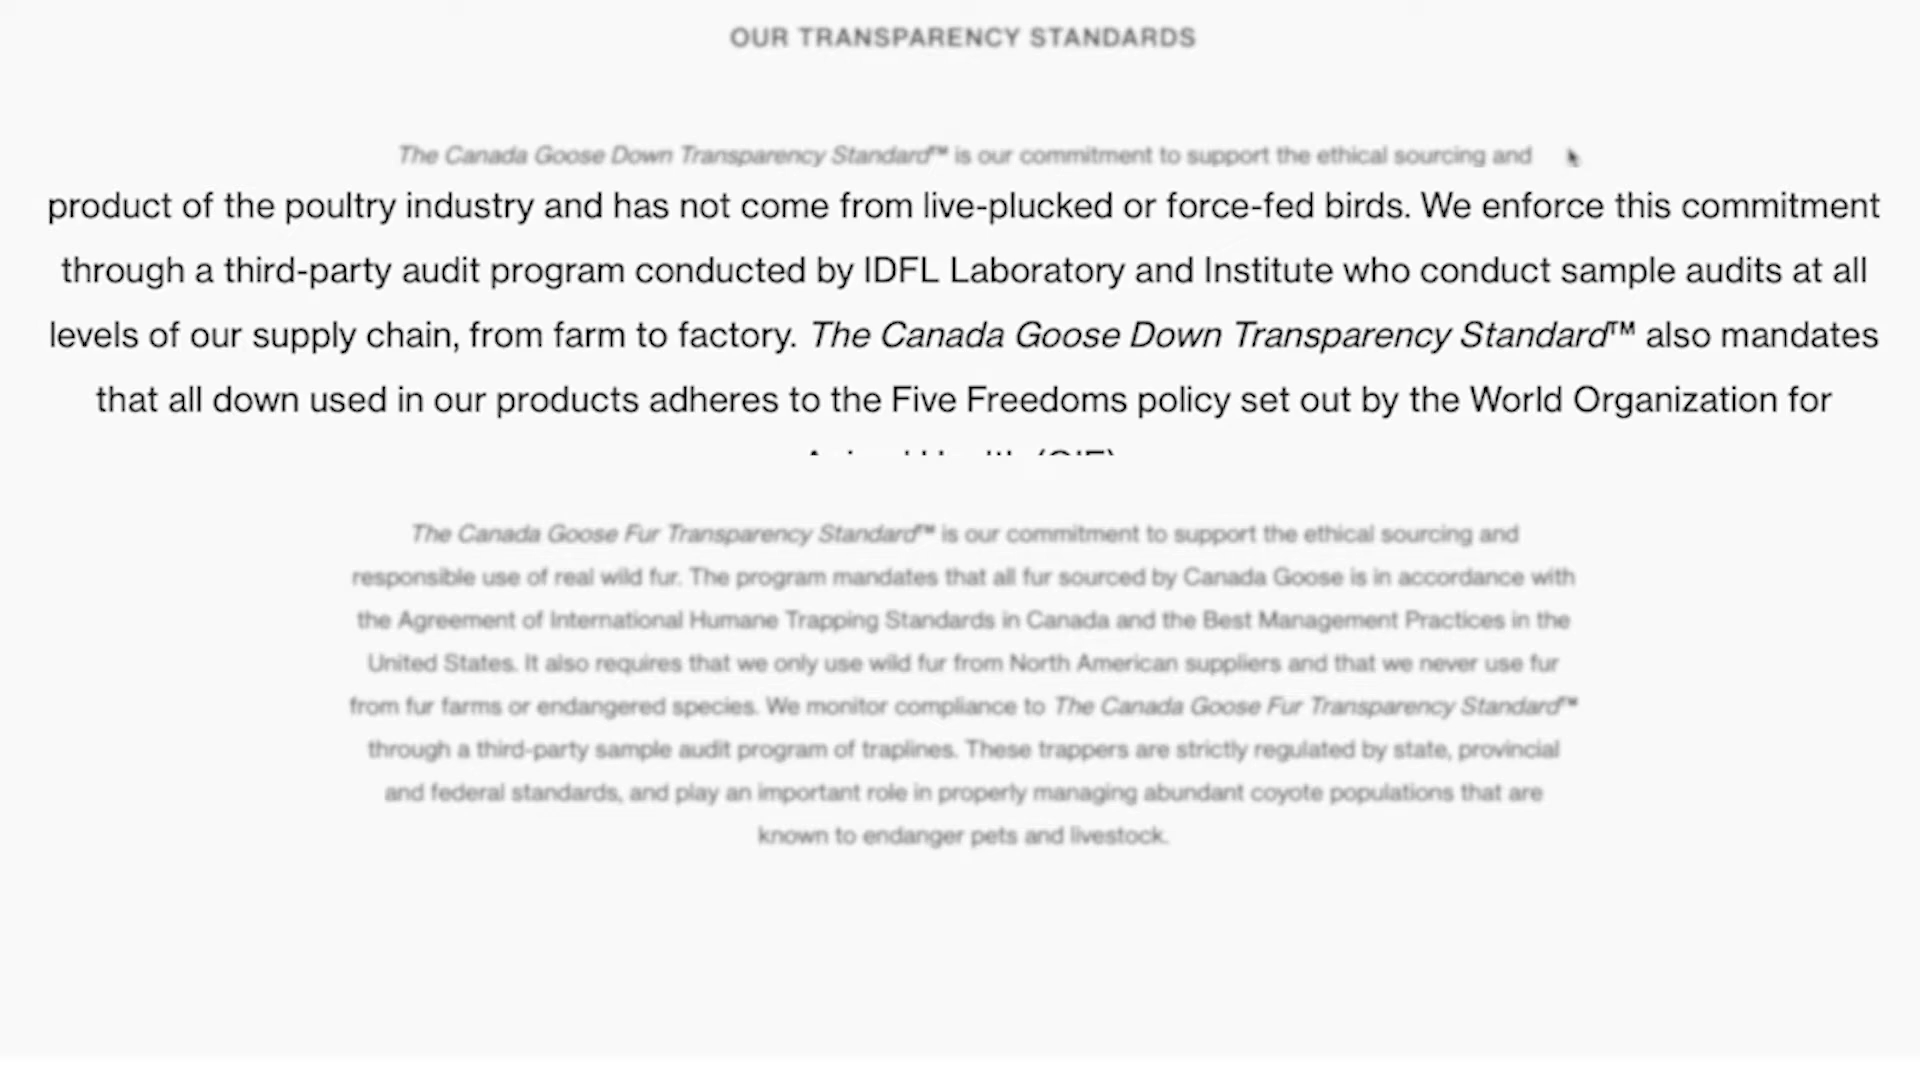 OUR TRANSPARENCY STANDARDS
The Canada Goose Down Transparency Standard™ is our commitment to support the ethical sourcing and
product of the poultry industry and has not come from live-plucked or force-fed birds. We enforce this commitment
through a third-party audit program conducted by IDFL Laboratory and Institute who conduct sample audits at all
levels of our supply chain, from farm to factory. The Canada Goose Down Transparency Standard™ also mandates
that all down used in our products adheres to the Five Freedoms policy set out by the World Organization for
The Canada Goose Fur Transparency Standard™ is our commitment to support the ethical sourcing and
responsible use of real wild fur. The program mandates that all fur sourced by Canada Goose is in accordance with
the Agreement of International Humane Trapping Standards in Canada and the Best Management Practices in the
United States. It also requires that we only use wild fur from North American suppliers and that we never use fur
from fur farms or endangered species. We monitor compliance to The Canada Goose Fur Transparency Standard™
through a third-party sample audit program of traplines. These trappers are strictly regulated by state, provincial
and federal standards, and play an important role in properly managing abundant coyote populations that are
known to endanger pets and livestock.